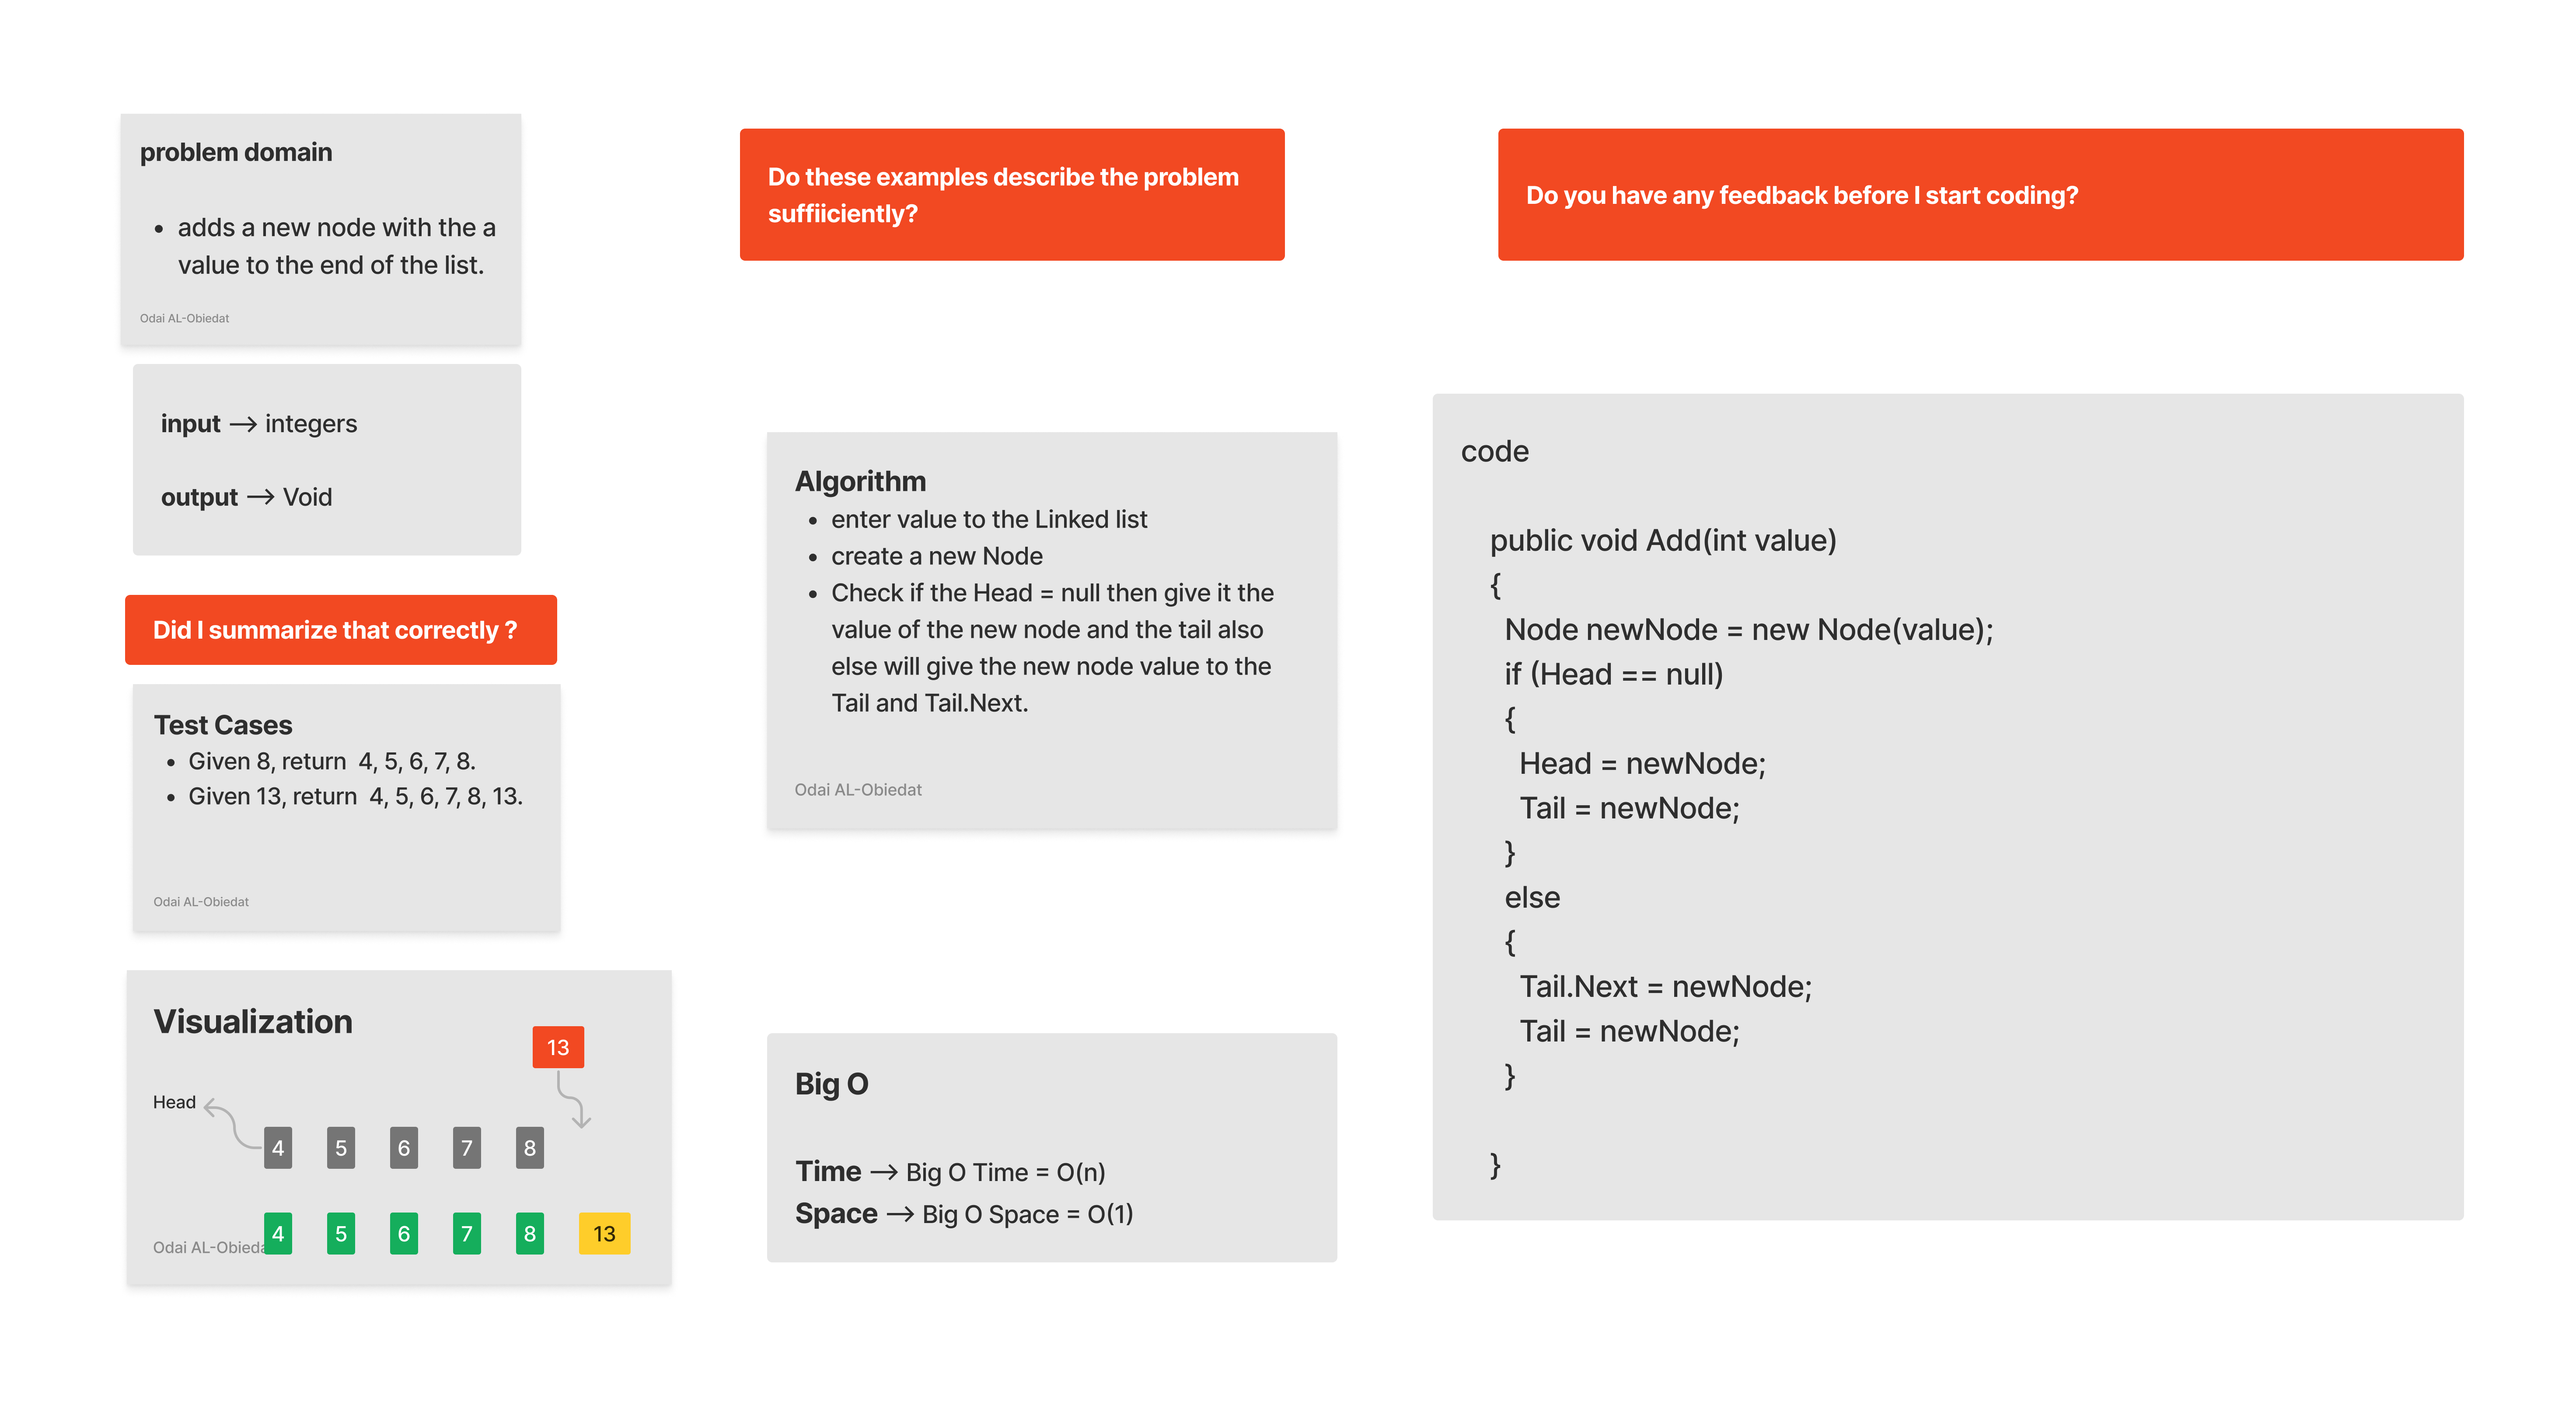 problem domain
• adds a new node with the a
value to the end of the list.
Odai AL-Obiedat
input → integers
output → Void
Did I summarize that correctly ?
Test Cases
• Given 8, return 4, 5, 6, 7, 8.
• Given 13, return 4, 5, 6, 7, 8, 13.
Odai AL-Obiedat
Visualization
13
Head
4 5 6 7 8
4 5 6 7 8 13
Odai AL-Obieda
Do these examples describe the problem
suffiiciently?
Algorithm
• enter value to the Linked list
• create a new Node
• Check if the Head = null then give it the
value of the new node and the tail also
else will give the new node value to the
Tail and Tail.Next.
Odai AL-Obiedat
Big O
Time → Big O Time = O(n)
Space → Big O Space = O(1)
Do you have any feedback before I start coding?
code
public void Add(int value)
{
Node newNode = new Node(value);
if (Head == null)
{
Head = newNode;
Tail = newNode;
}
else
{
Tail.Next = newNode;
Tail = newNode;
}
}